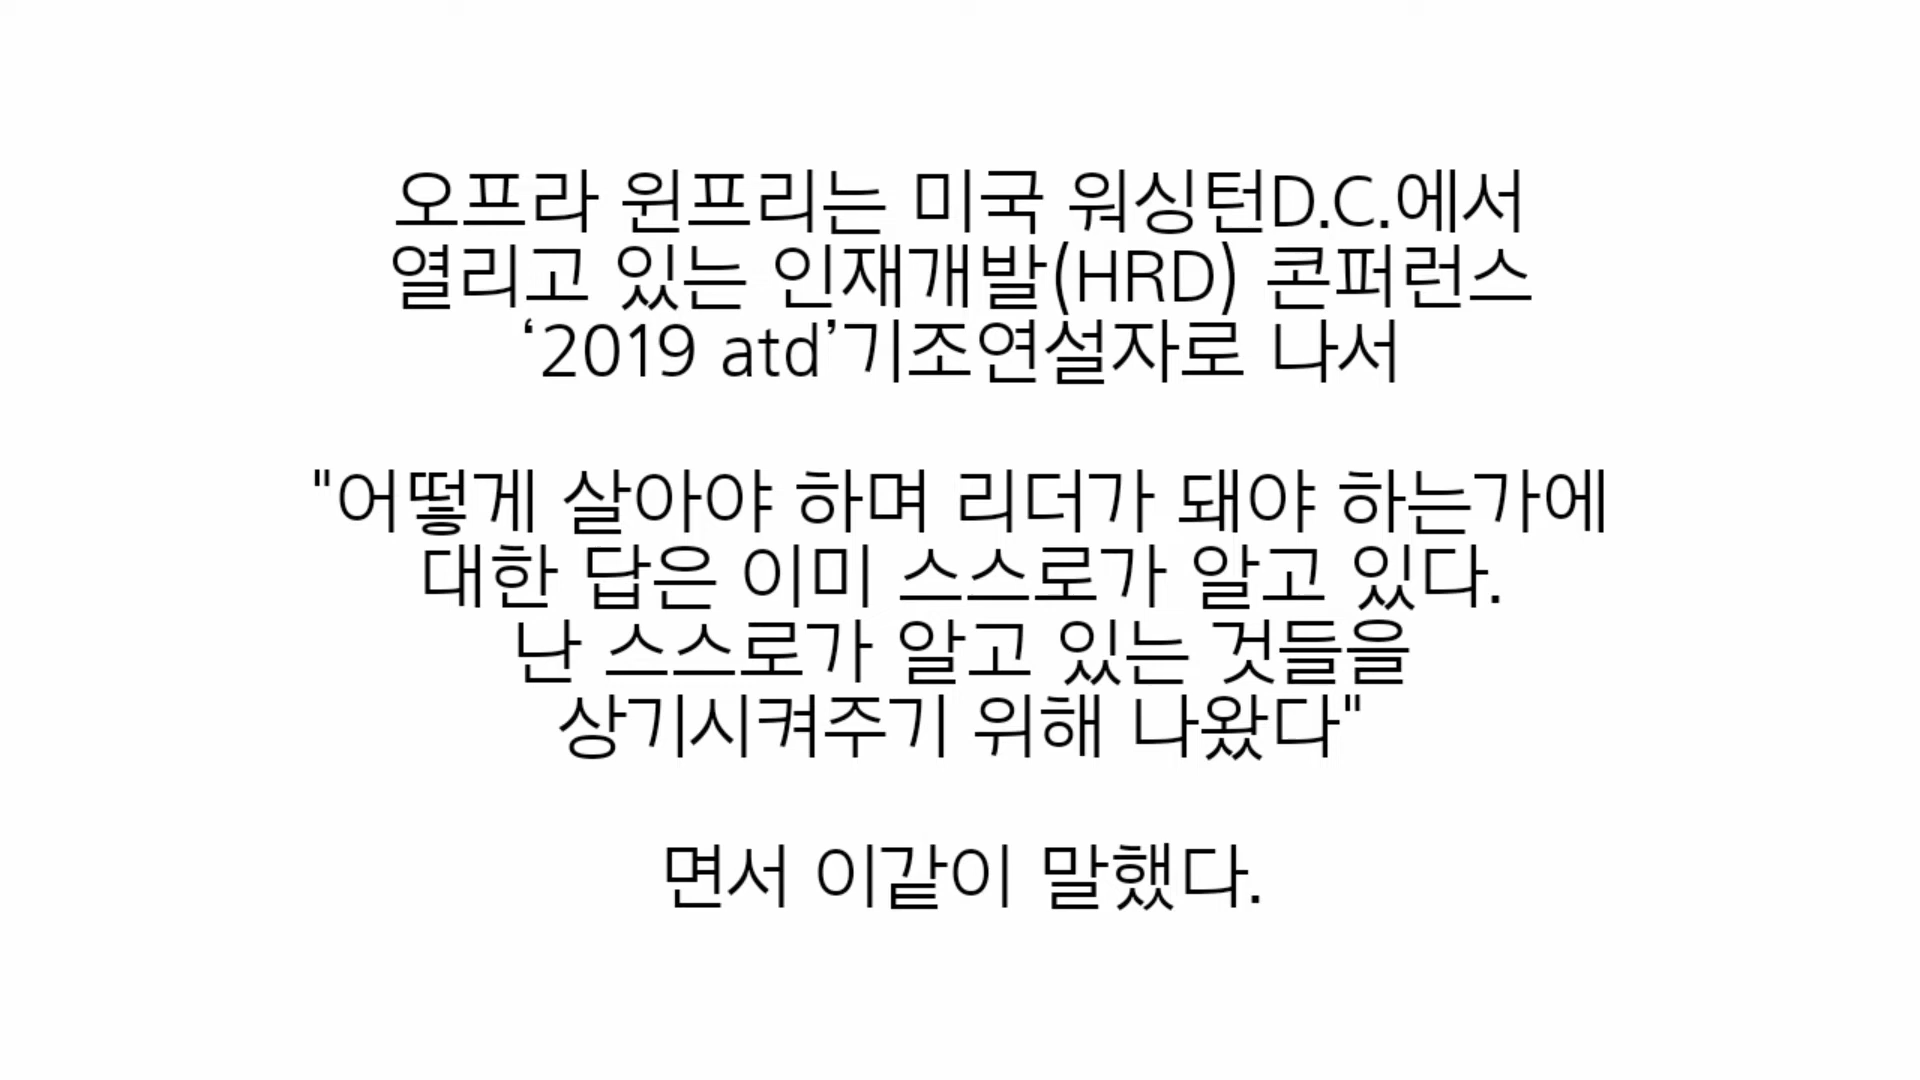 오프라 윈프리는 미국 워싱턴D.C.에서
열리고 있는 인재개발(HRD) 콘퍼런스
‘2019 atd’기조연설자로 나서
"어떻게 살아야 하며 리더가 돼야 하는가에
대한 답은 이미 스스로가 알고 있다.
난 스스로가 알고 있는 것들을
상기시켜주기 위해 나왔다"
면서 이같이 말했다.